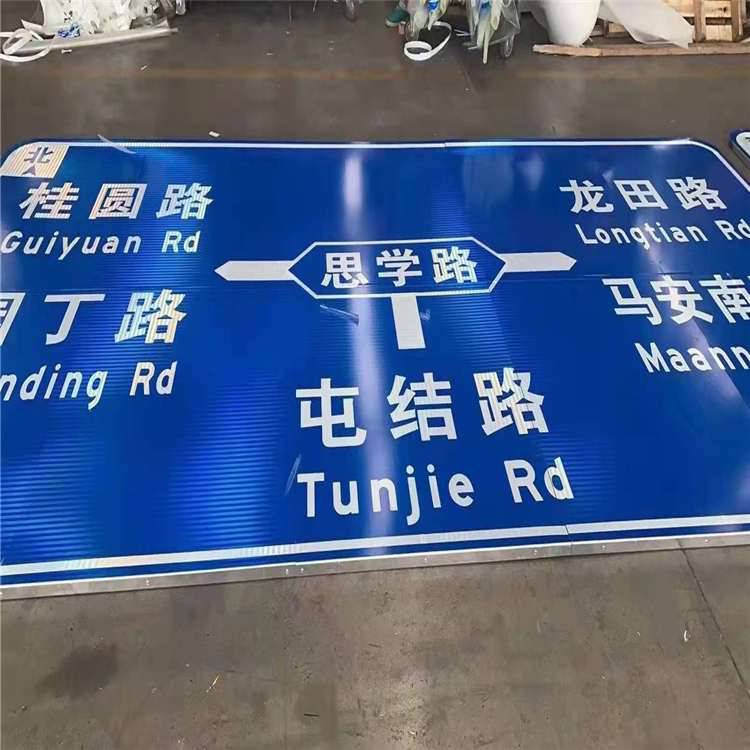 北
桂圆路
Guiyuan Rd
龙田路
Longtian Rd
思学路
丁路
nding Rd
马安南
Maann
屯结路
Tunjie Rd